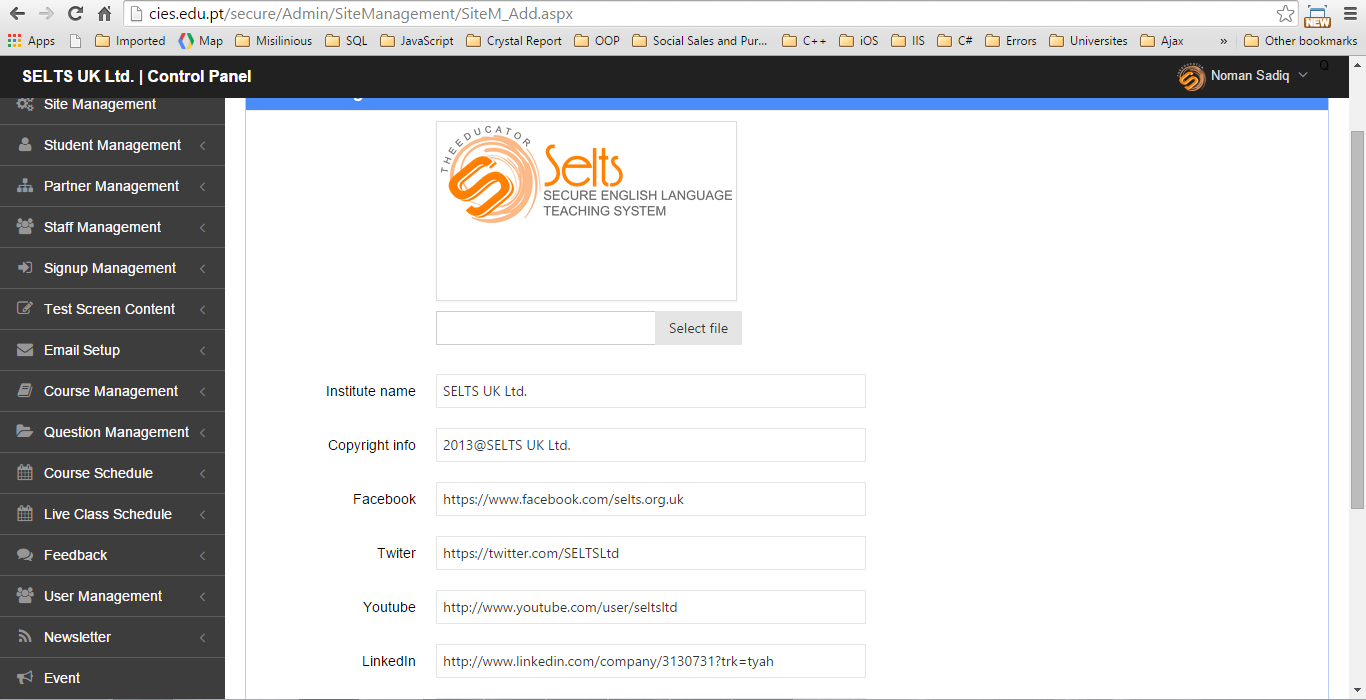 cies.edu.pt/secure/Admin/SiteManagement/SiteM_Add.aspx
NEW
Apps Imported Map Misilinious SQL JavaScript Crystal Report OOP Social Sales and Pur... C++ iOS IIS C# Errors Universites Ajax » Other bookmarks
SELTS UK Ltd. | Control Panel
Noman Sadiq
Site Management
Student Management
Partner Management
Staff Management
Signup Management
Test Screen Content
Email Setup
Course Management
Question Management
Course Schedule
Live Class Schedule
Feedback
User Management
Newsletter
Event
THEEDUCATOR
Selts
SECURE ENGLISH LANGUAGE
TEACHING SYSTEM
Select file
Institute name SELTS UK Ltd.
Copyright info 2013@SELTS UK Ltd.
Facebook https://www.facebook.com/selts.org.uk
Twiter https://twitter.com/SELTSLtd
Youtube http://www.youtube.com/user/seltsltd
LinkedIn http://www.linkedin.com/company/3130731?trk=tyah